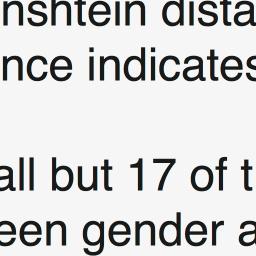 nshtein dista
nce indicates
all but 17 of t
een gender a